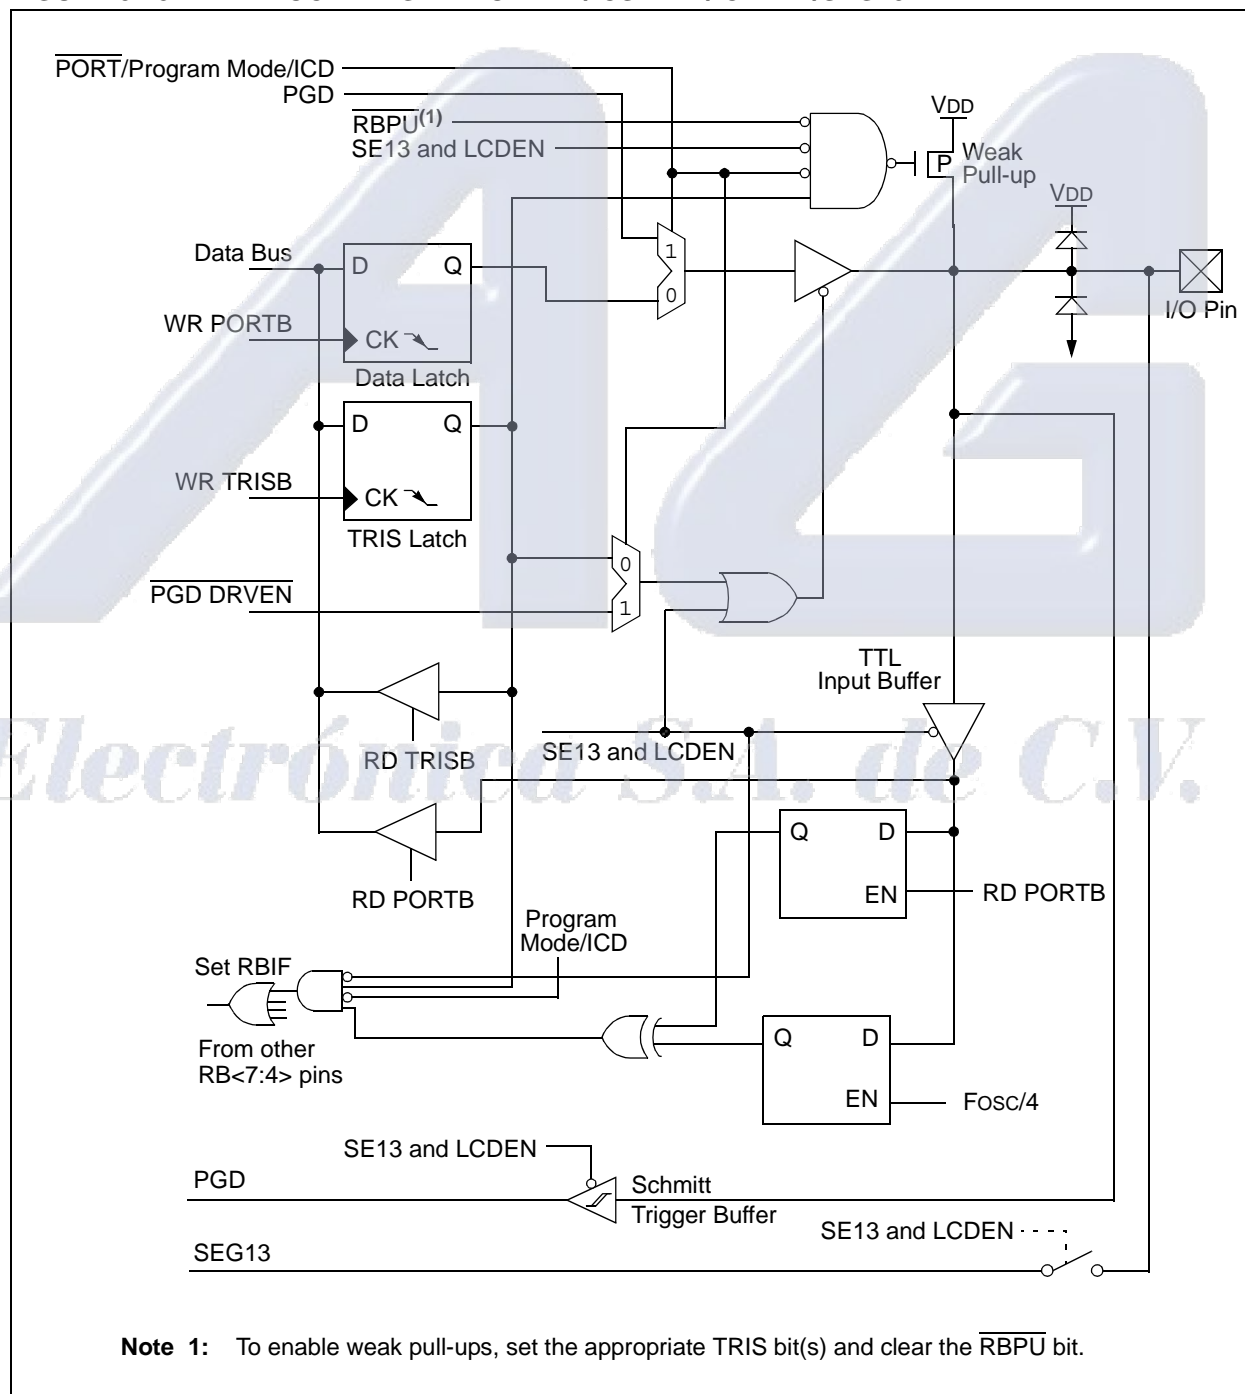 PORT/Program Mode/ICD
PGD
RBPU(1)
SE13 and LCDEN
VDD
P
Weak
Pull-up
VDD
I/O Pin
Data Bus
D
Q
1
0
WR PORTB
CK
Data Latch
D
Q
WR TRISB
CK
TRIS Latch
0
1
PGD DRVEN
TTL
Input Buffer
RD TRISB
SE13 and LCDEN
Electrónica S.A. de C.V.
RD PORTB
Q
D
EN
RD PORTB
Program
Mode/ICD
Set RBIF
From other
RB<7:4> pins
Q
D
EN
FOSC/4
SE13 and LCDEN
PGD
Schmitt
Trigger Buffer
SE13 and LCDEN
SEG13
Note 1: To enable weak pull-ups, set the appropriate TRIS bit(s) and clear the RBPU bit.